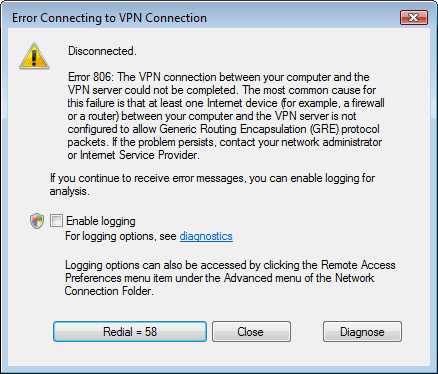 Error Connecting to VPN Connection
Disconnected.
Error 806: The VPN connection between your computer and the
VPN server could not be completed. The most common cause for
this failure is that at least one Internet device (for example, a firewall
or a router) between your computer and the VPN server is not
configured to allow Generic Routing Encapsulation (GRE) protocol
packets. If the problem persists, contact your network administrator
or Internet Service Provider.
If you continue to receive error messages, you can enable logging for
analysis.
Enable logging
For logging options, see diagnostics
Logging options can also be accessed by clicking the Remote Access
Preferences menu item under the Advanced menu of the Network
Connection Folder.
Redial = 58
Close
Diagnose